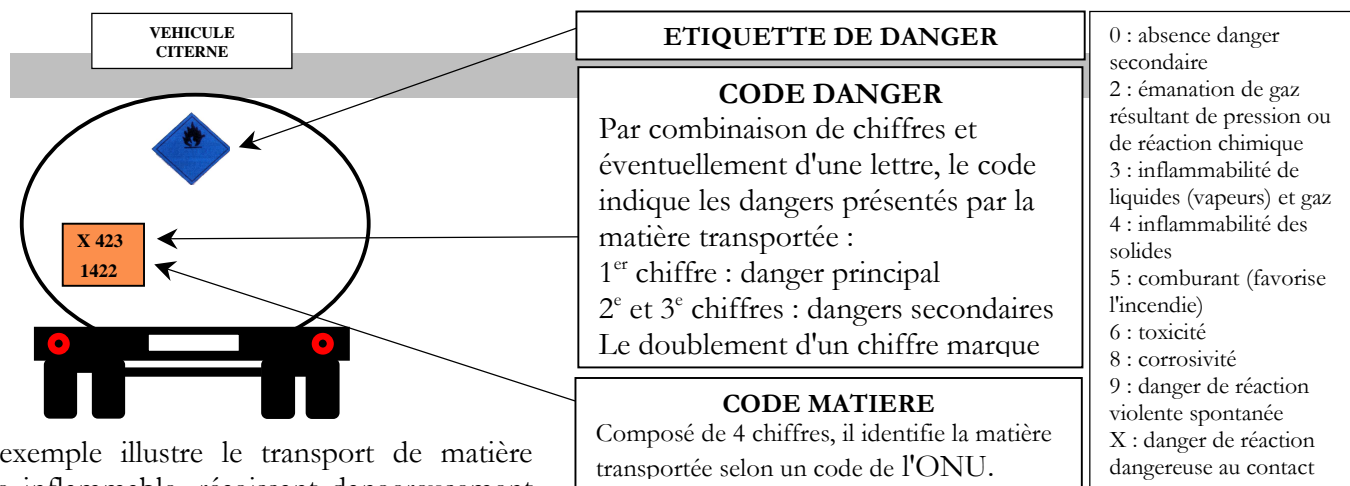 VEHICULE
CITERNE
X 423
1422
ETIQUETTE DE DANGER
CODE DANGER
Par combinaison de chiffres et
éventuellement d'une lettre, le code
indique les dangers présentés par la
matière transportée :
1er chiffre : danger principal
2e et 3e chiffres : dangers secondaires
Le doublement d'un chiffre marque
CODE MATIERE
Composé de 4 chiffres, il identifie la matière
transportée selon un code de l'ONU.
0 : absence danger
secondaire
2 : émanation de gaz
résultant de pression ou
de réaction chimique
3 : inflammabilité de
liquides (vapeurs) et gaz
4 : inflammabilité des
solides
5 : comburant (favorise
l'incendie)
6 : toxicité
8 : corrosivité
9 : danger de réaction
violente spontanée
X : danger de réaction
dangereuse au contact
exemple illustre le transport de matière
inflammable, réagissant dangereusement